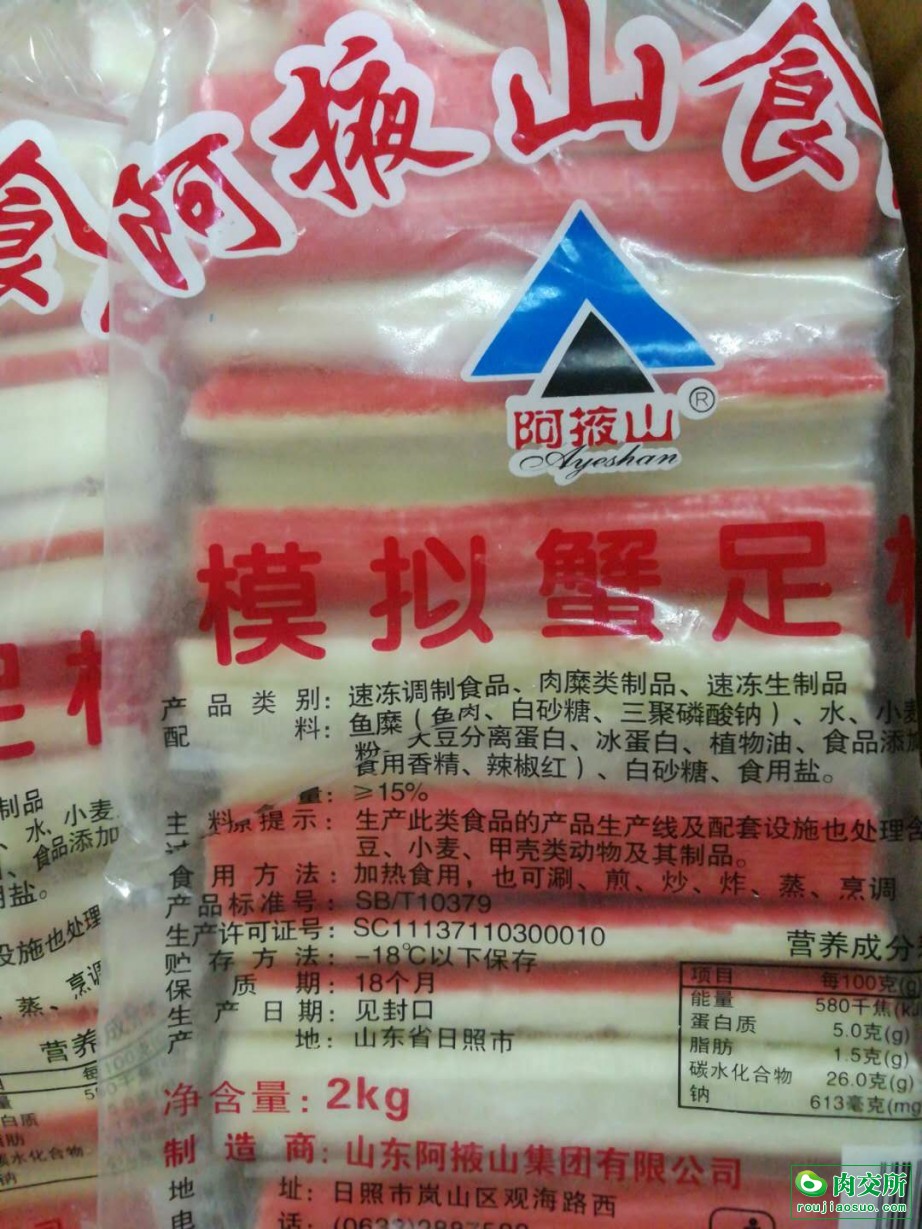 阿掖山食
阿掖山®
Ayeshan
模拟蟹足
产品类别：速冻调制食品、肉糜类制品、速冻生制品
配料：鱼糜（鱼肉、白砂糖、三聚磷酸钠）、水、小麦
粉、大豆分离蛋白、冰蛋白、植物油、食品添加
食用香精、辣椒红）、白砂糖、食用盐。
量：≥15%
提示：生产此类食品的产品生产线及配套设施也处理含
豆、小麦、甲壳类动物及其制品。
食用方法：加热食用，也可涮、煎、炒、炸、蒸、烹调
产品标准号：SB/T10379
生产许可证号：SC11137110300010
贮存方法：-18℃以下保存
保质期：18个月
生产日期：见封口
产地：山东省日照市
营养成分
项目 每100克(g)
能量 580千焦(kJ
蛋白质 5.0克(g)
脂肪 1.5克(g)
碳水化合物 26.0克(g)
钠 613毫克(mg
净含量：2kg
制造商：山东阿掖山集团有限公司
地址：日照市岚山区观海路西
电话：(0633)2887
肉交所
roujiaosuo.com